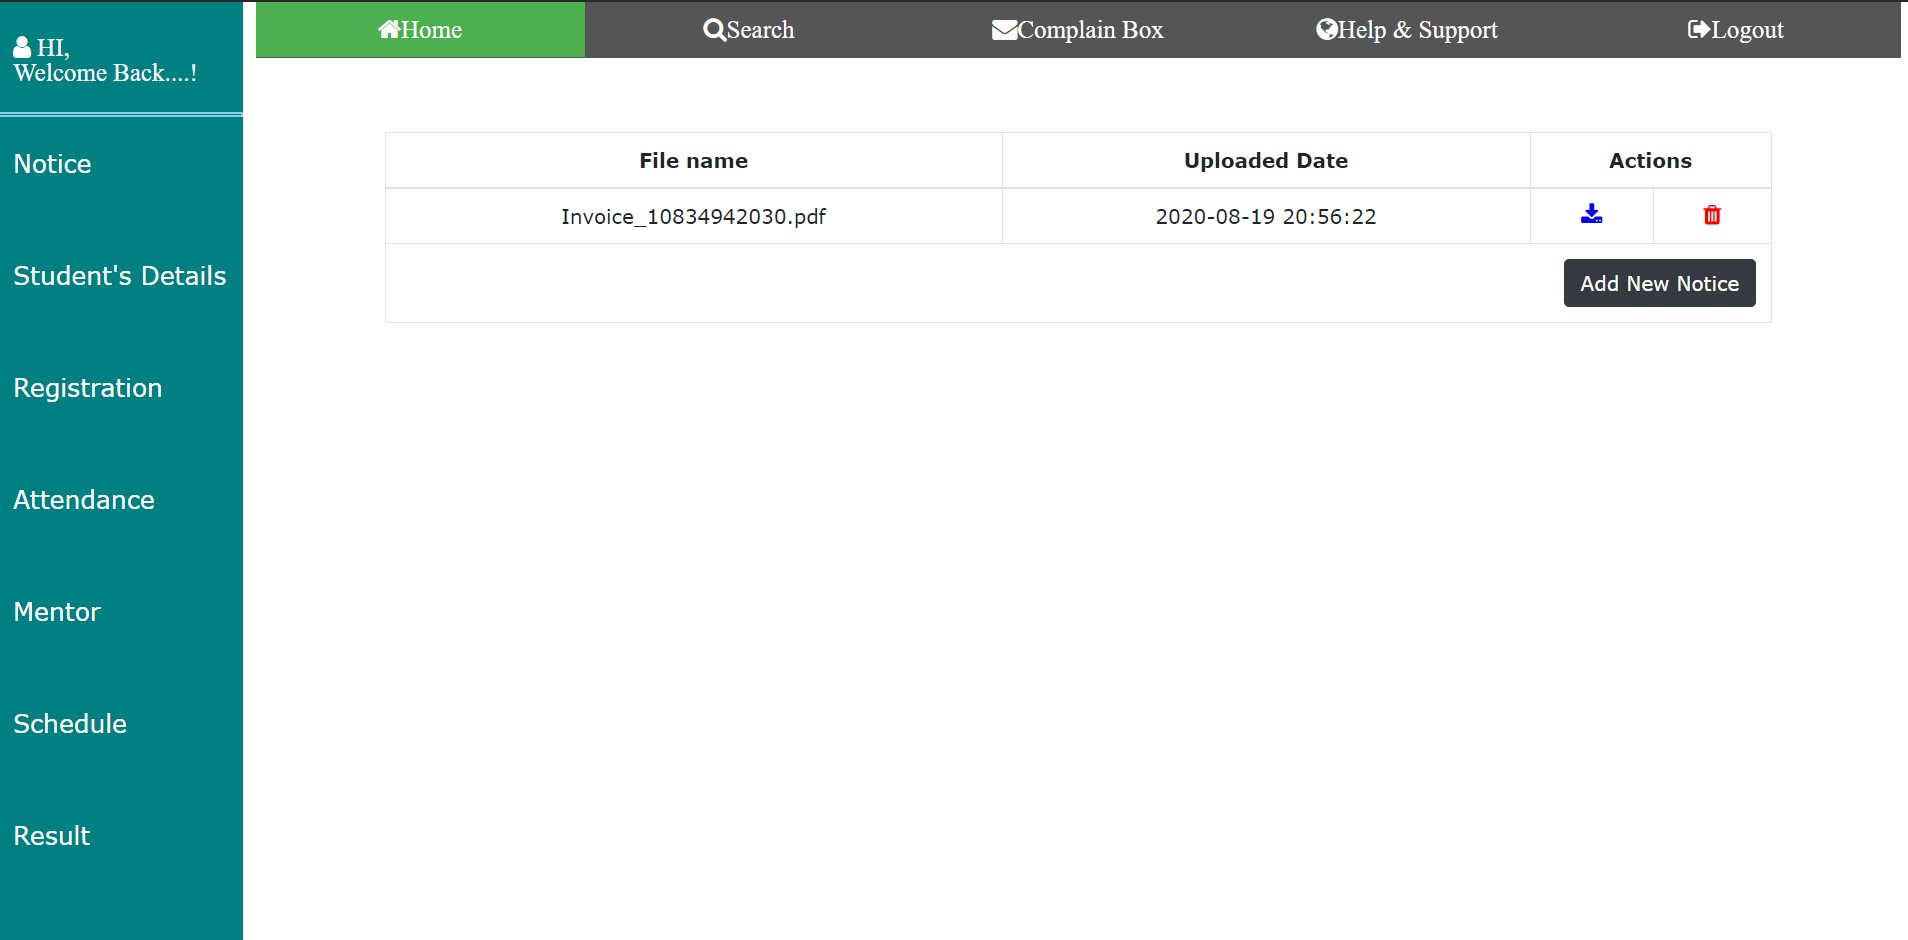 HI,
Welcome Back....!
Notice
Student's Details
Registration
Attendance
Mentor
Schedule
Result
Home Search Complain Box Help & Support Logout
File name Uploaded Date Actions
Invoice_10834942030.pdf 2020-08-19 20:56:22
Add New Notice